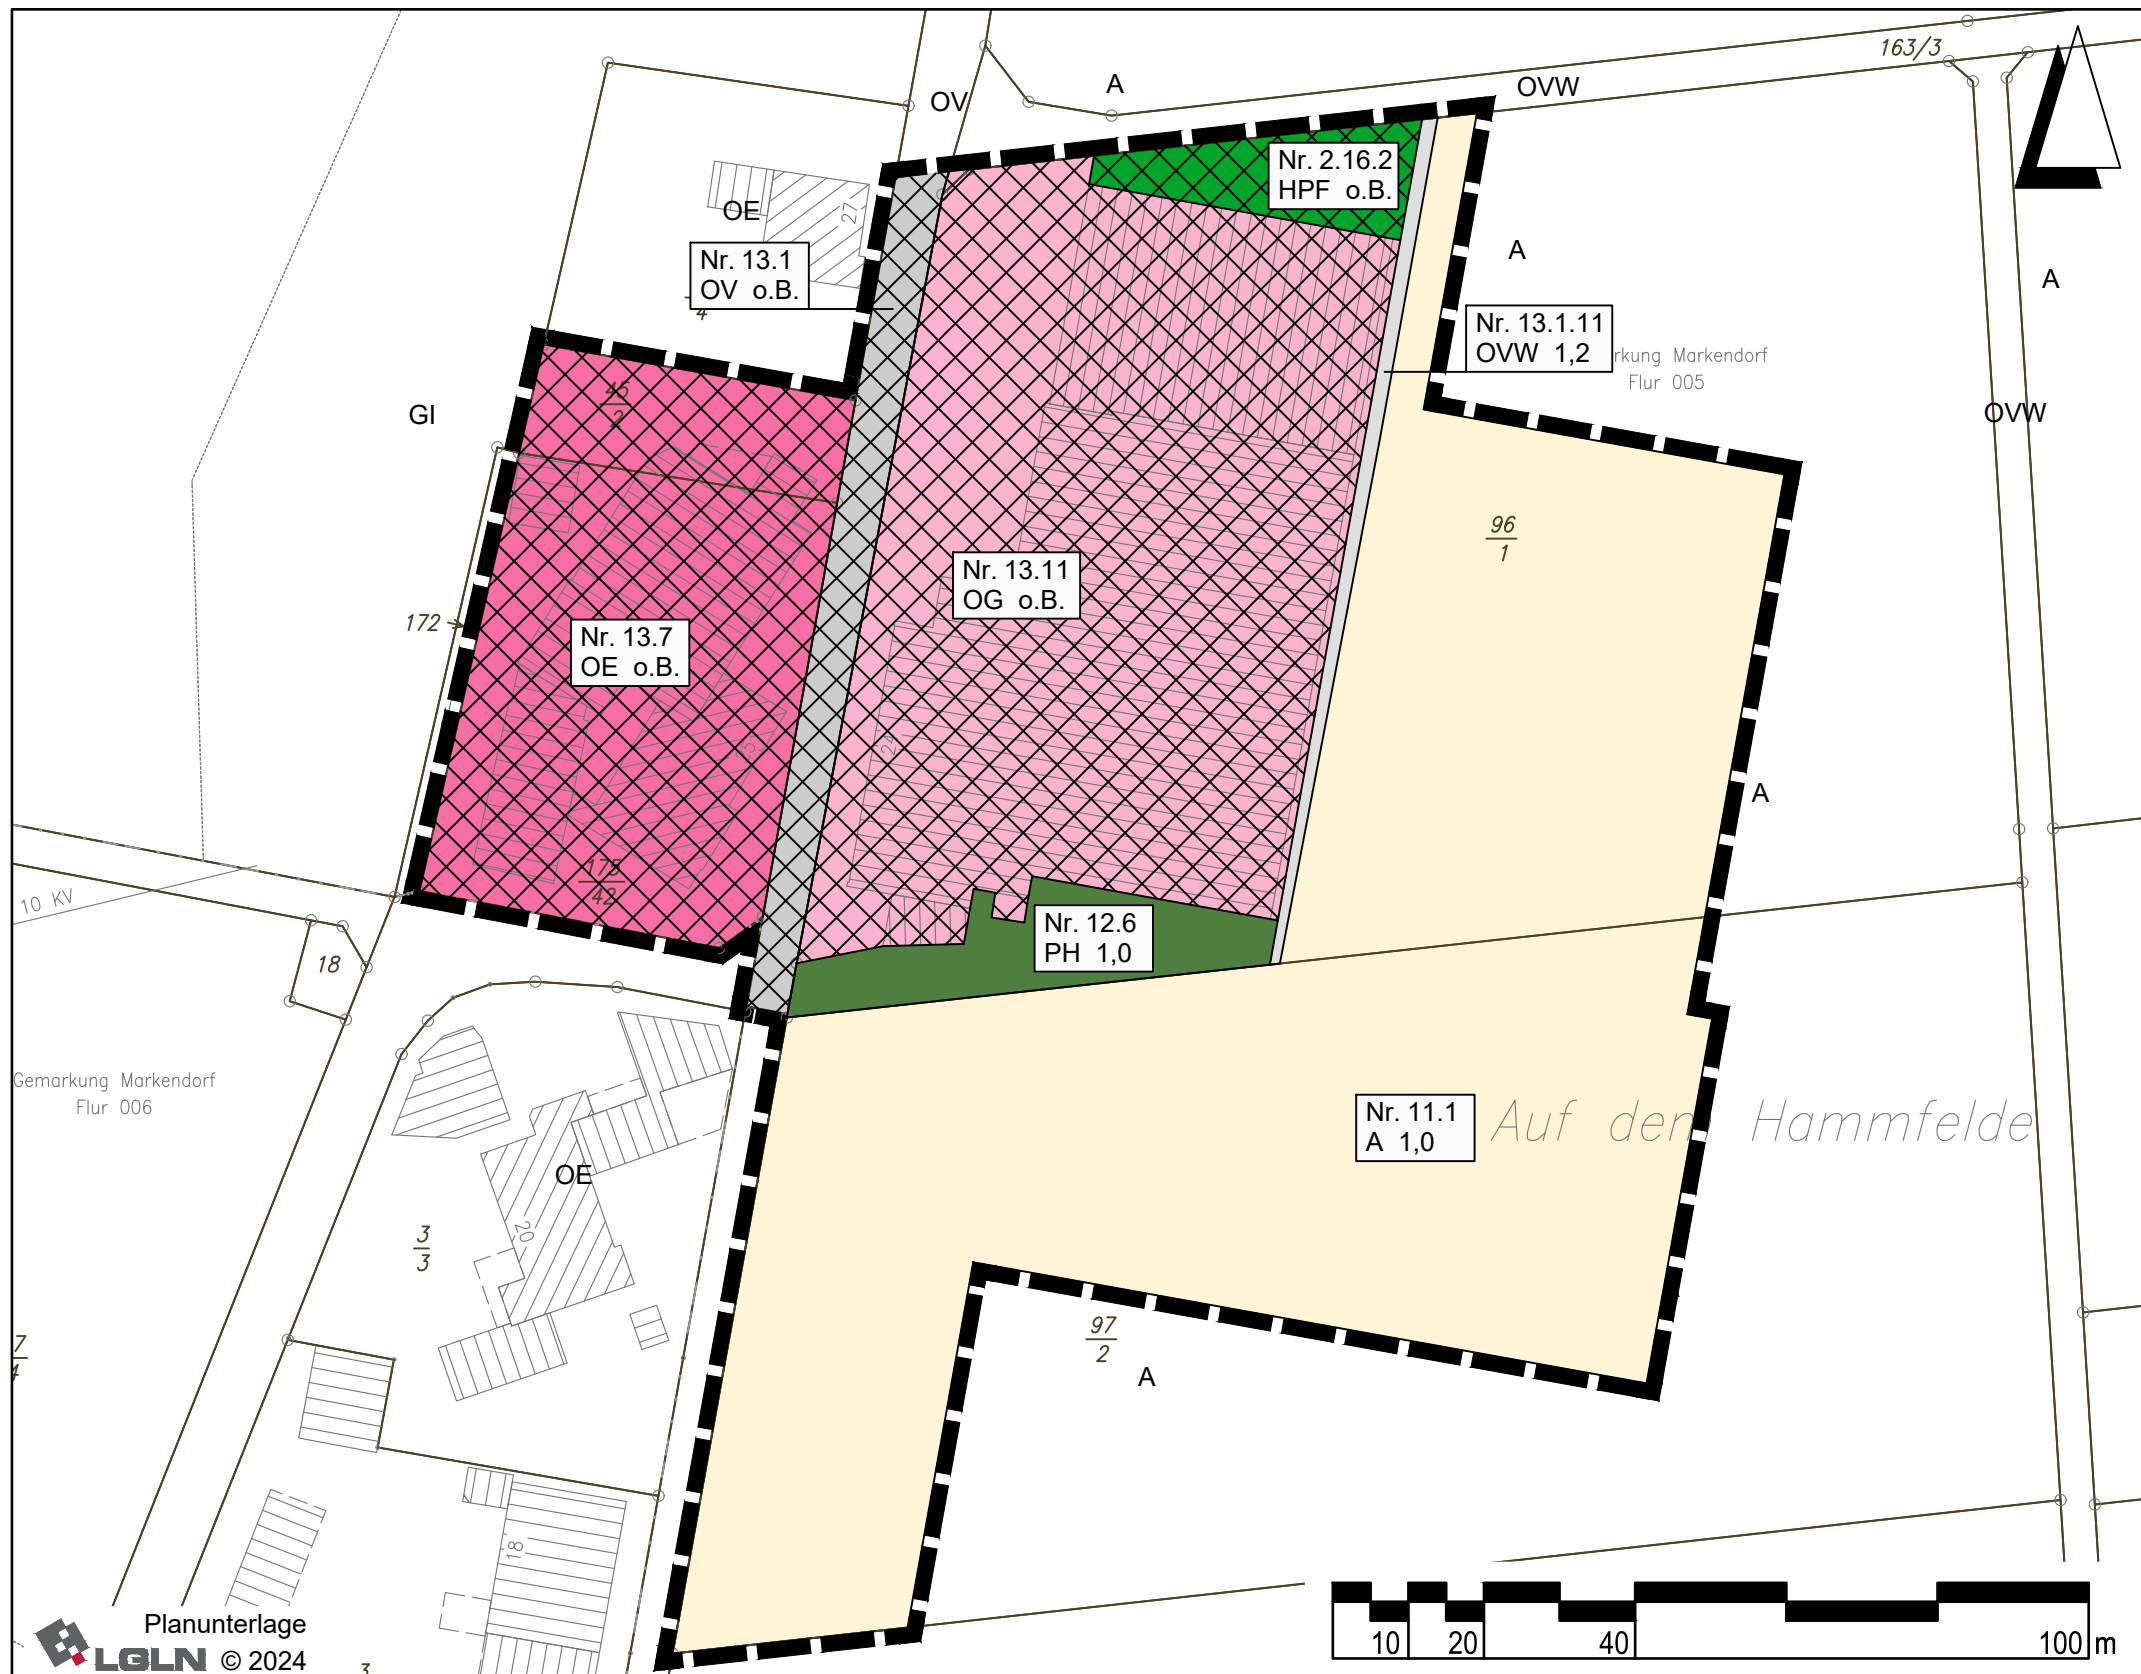 163/3
OVW
A
OV
Nr. 2.16.2
HPF o.B.
27
OE
A
Nr. 13.1
OV o.B.
4
A
Nr. 13.1.11
OVW 1,2
rkung Markendorf
Flur 005
45
2
GI
OVW
96
1
Nr. 13.11
OG o.B.
172
Nr. 13.7
OE o.B.
24
A
175
42
10 KV
18
Nr. 12.6
PH 1,0
Gemarkung Markendorf
Flur 006
Nr. 11.1
A 1,0
Auf dem Hammfelde
OE
20
3
3
97
2
A
7
4
18
Planunterlage
LGLN © 2024
3
10 20 40 100 m